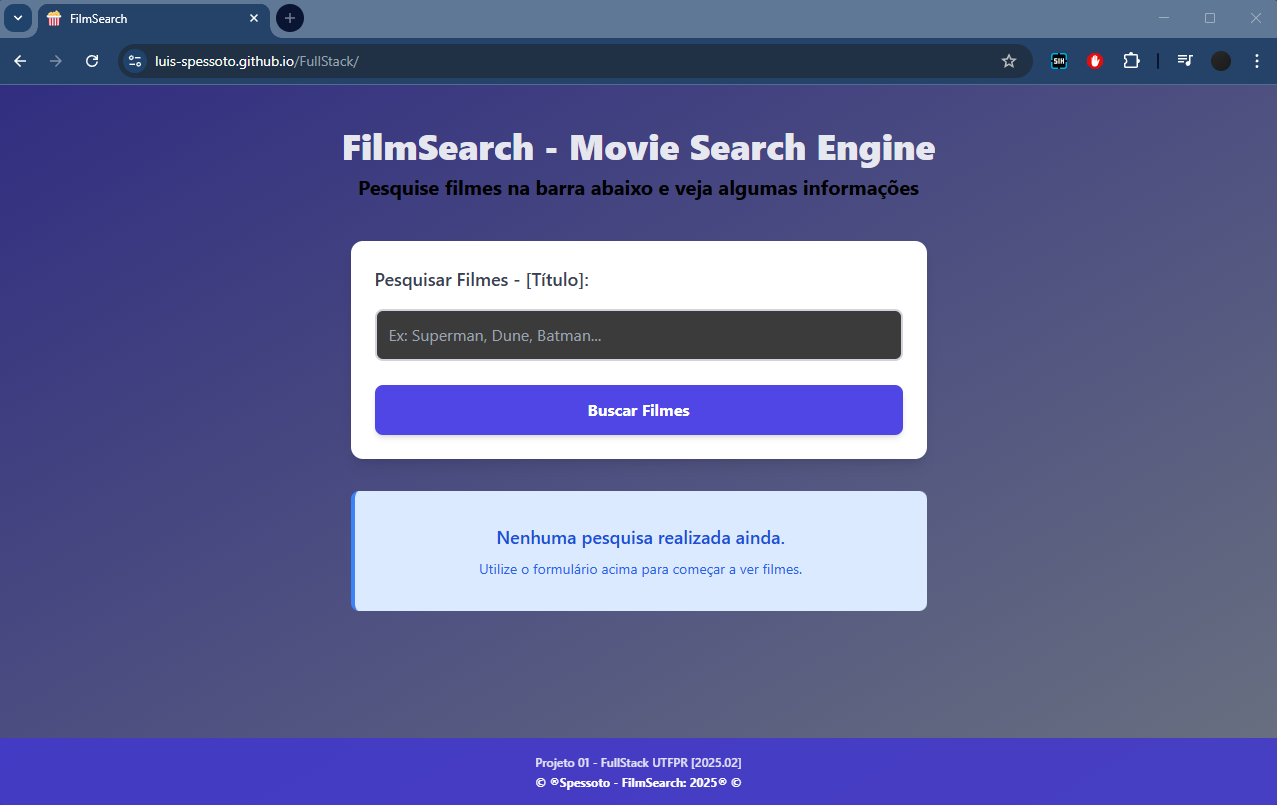 FilmSearch
luis-spessoto.github.io/FullStack/
SIH
FilmSearch - Movie Search Engine
Pesquise filmes na barra abaixo e veja algumas informações
Pesquisar Filmes - [Título]:
Ex: Superman, Dune, Batman...
Buscar Filmes
Nenhuma pesquisa realizada ainda.
Utilize o formulário acima para começar a ver filmes.
Projeto 01 - FullStack UTFPR [2025.02]
© ®Spessoto - FilmSearch: 2025® ©